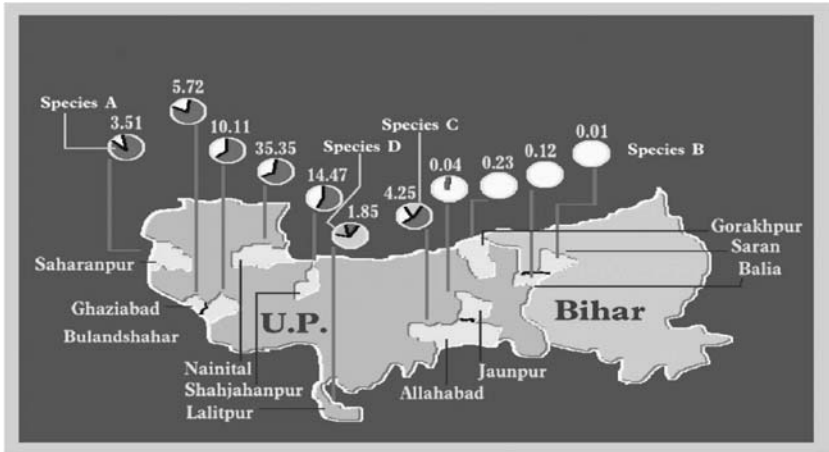 5.72
Species A
3.51
10.11
35.35
Species D
14.47
1.85
Species C
4.25
0.04
0.23
0.12
0.01
Species B
Gorakhpur
Saran
Balia
Saharanpur
Ghaziabad
Bulandshahar
U.P.
Bihar
Nainital
Shahjahanpur
Lalitpur
Jaunpur
Allahabad